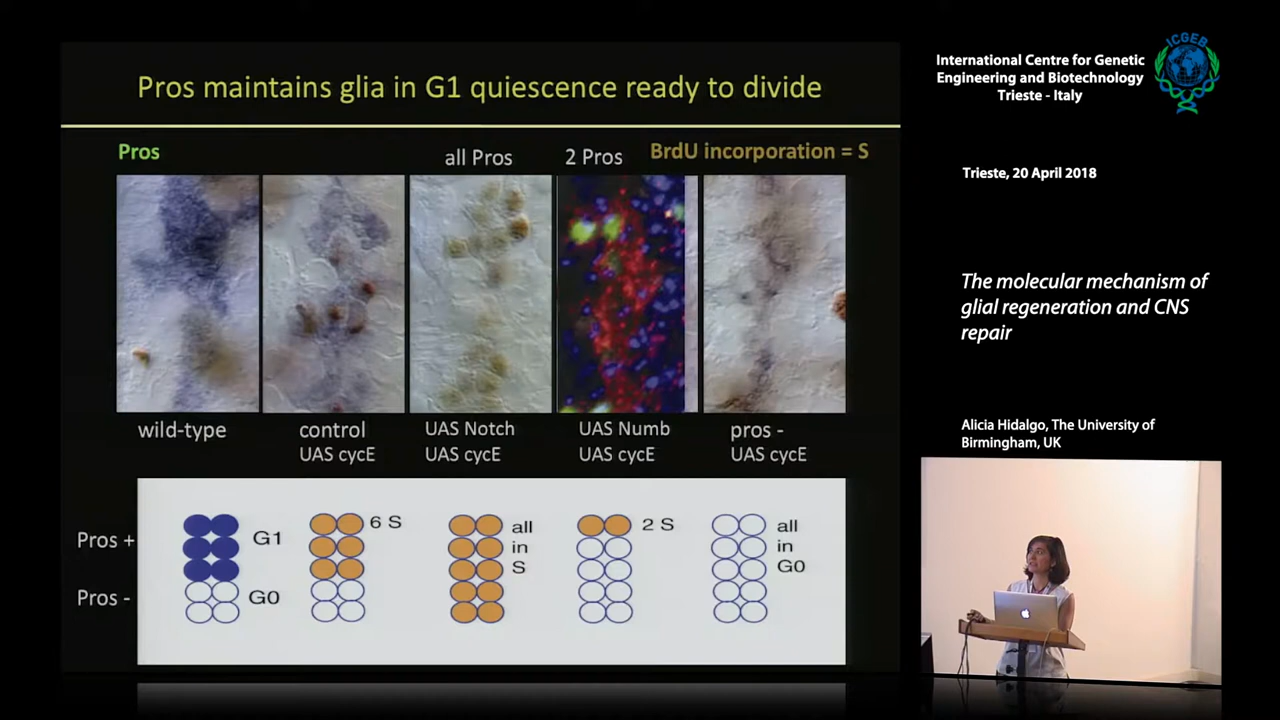 Pros maintains glia in G1 quiescence ready to divide
Pros
all Pros
2 Pros
BrdU incorporation = S
wild-type
control
UAS cycE
UAS Notch
UAS cycE
UAS Numb
UAS cycE
pros -
UAS cycE
Pros +
Pros -
G1
G0
6 S
all
in
S
2 S
all
in
G0
International Centre for Genetic
Engineering and Biotechnology
Trieste - Italy
ICGEB
Trieste, 20 April 2018
The molecular mechanism of
glial regeneration and CNS
repair
Alicia Hidalgo, The University of
Birmingham, UK